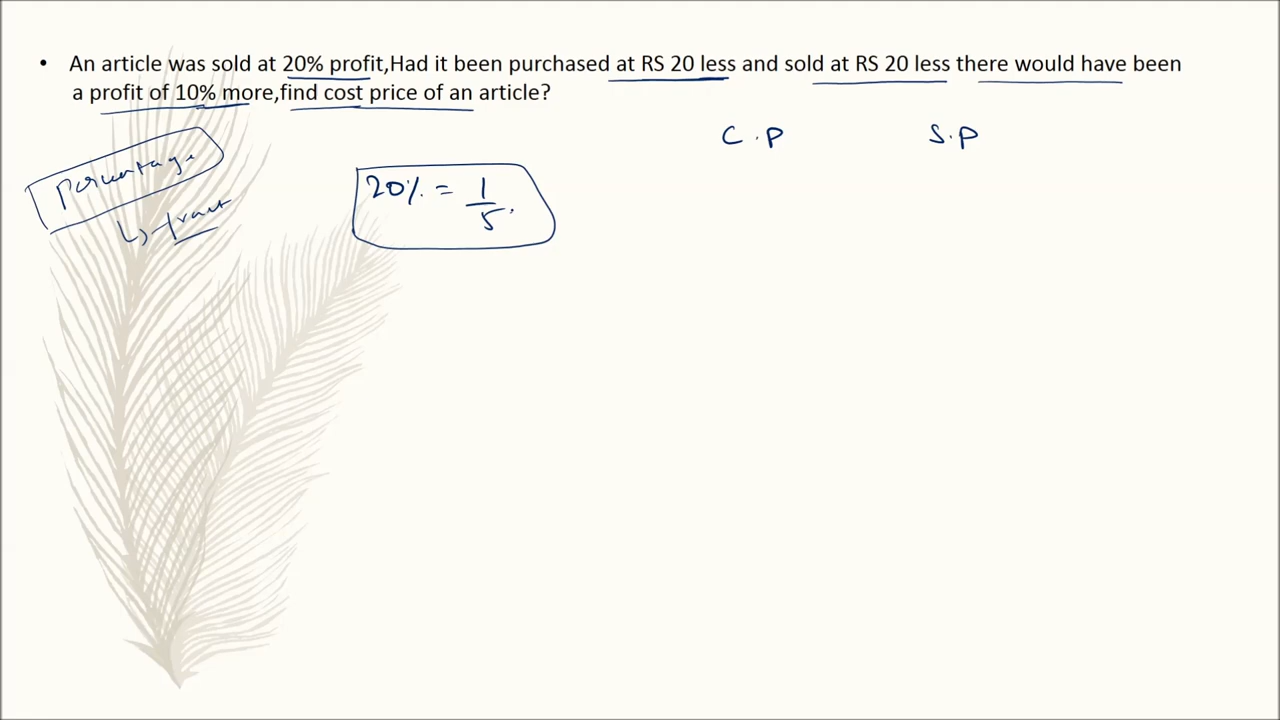 • An article was sold at 20% profit,Had it been purchased at RS 20 less and sold at RS 20 less there would have been
a profit of 10% more,find cost price of an article?
C.P S.P
Percentage
20% = 1/5
↳ fract